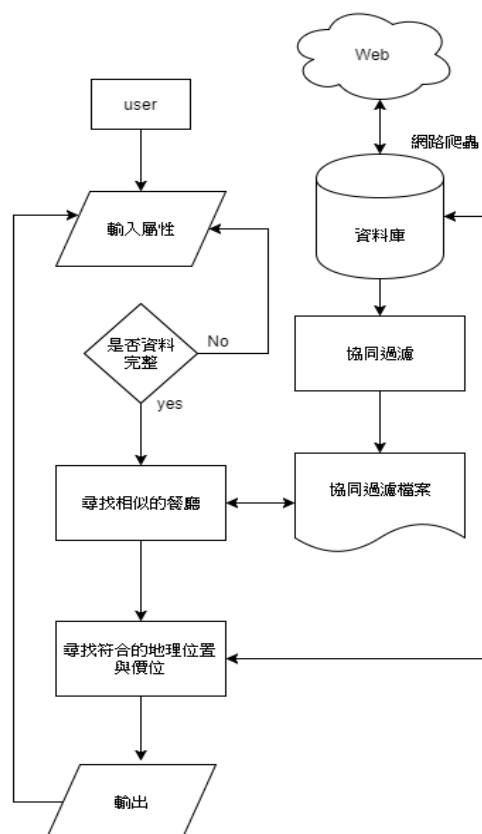 Web
user
網路爬蟲
輸入屬性
資料庫
No
是否資料
完整
協同過濾
yes
尋找相似的餐廳
協同過濾檔案
尋找符合的地理位置
與價位
輸出